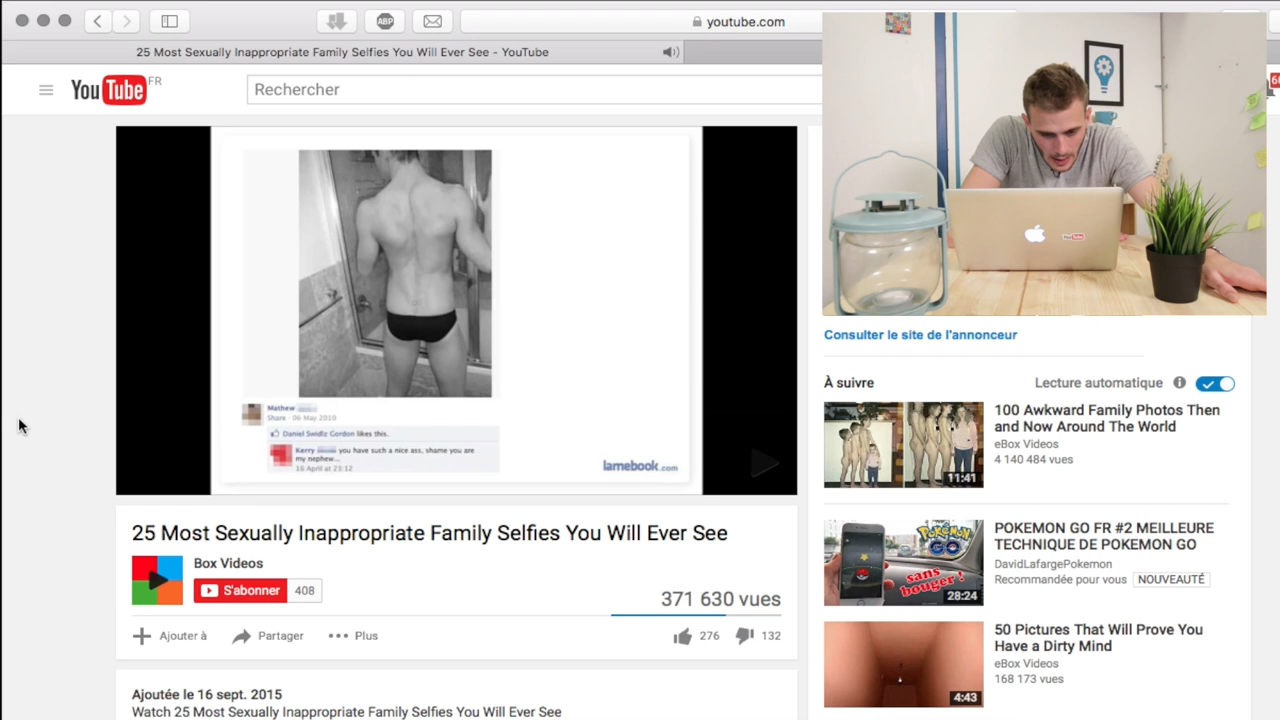 ABP
youtube.com
25 Most Sexually Inappropriate Family Selfies You Will Ever See - YouTube
YouTube FR
Rechercher
Mathew
Share · 06 May 2010
Daniel Swidlz Gordon likes this.
Kerry you have such a nice ass, shame you are
my nephew...
16 April at 23:12
lamebook.com
25 Most Sexually Inappropriate Family Selfies You Will Ever See
Box Videos
S'abonner 408
371 630 vues
Ajouter à Partager Plus
276 132
Ajoutée le 16 sept. 2015
Watch 25 Most Sexually Inappropriate Family Selfies You Will Ever See
Consulter le site de l'annonceur
À suivre
Lecture automatique
100 Awkward Family Photos Then
and Now Around The World
eBox Videos
4 140 484 vues
11:41
POKEMON GO FR #2 MEILLEURE
TECHNIQUE DE POKEMON GO
DavidLafargePokemon
Recommandée pour vous NOUVEAUTÉ
POKÉMON
GO
sans
bouger !
28:24
50 Pictures That Will Prove You
Have a Dirty Mind
eBox Videos
168 173 vues
4:43